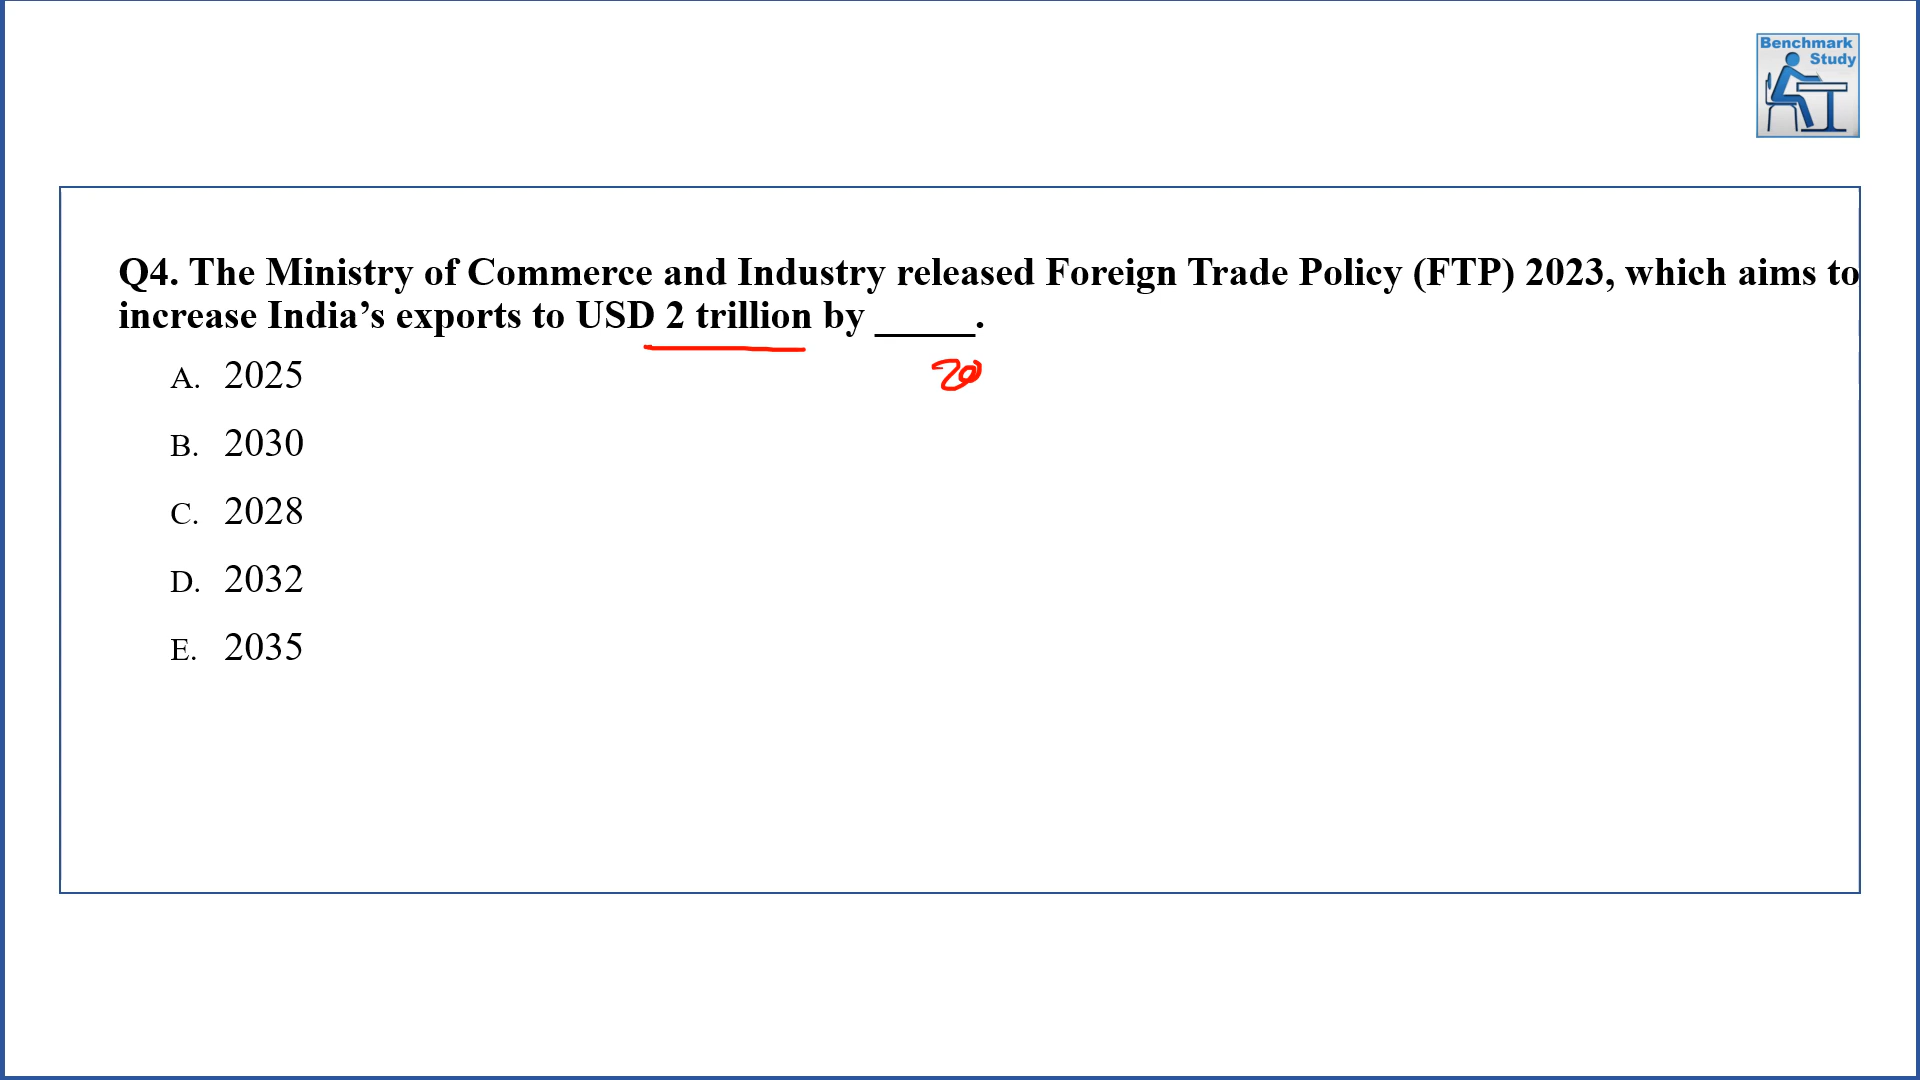 Benchmark
Study
Q4. The Ministry of Commerce and Industry released Foreign Trade Policy (FTP) 2023, which aims to
increase India’s exports to USD 2 trillion by _____.
20
A. 2025
B. 2030
C. 2028
D. 2032
E. 2035